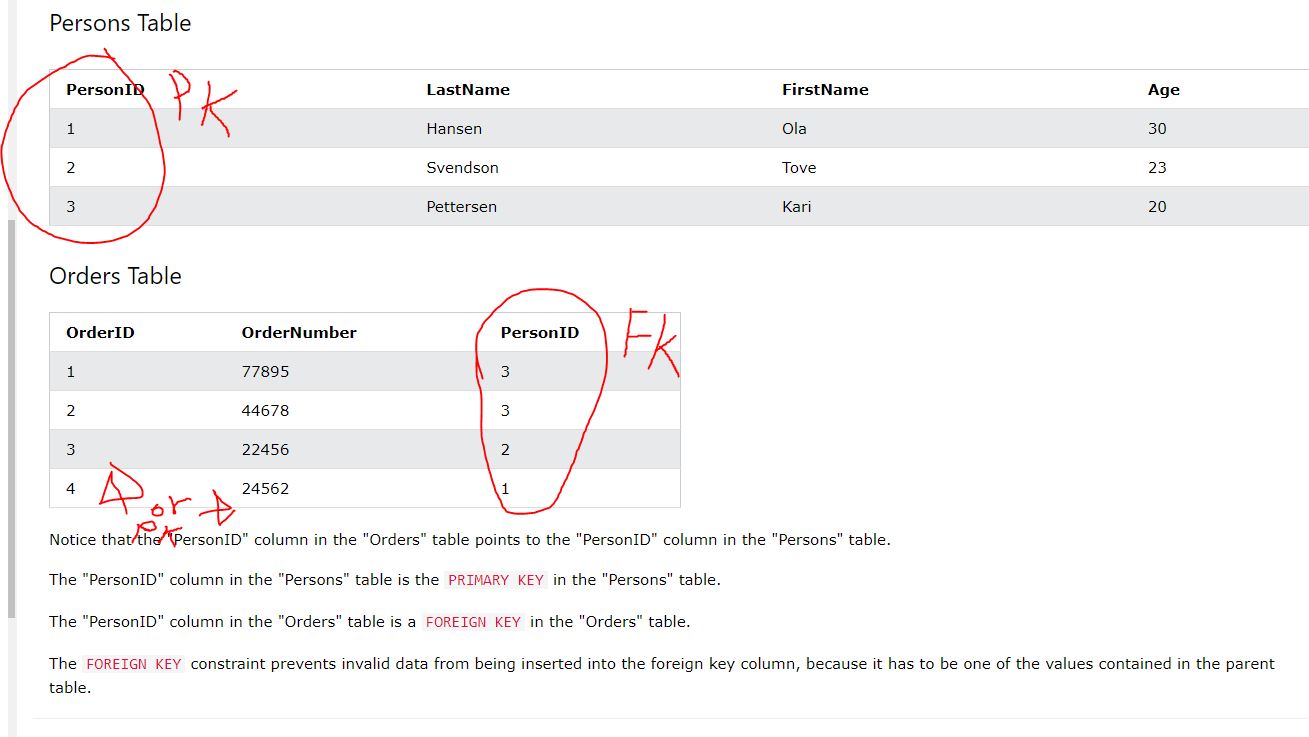 Persons Table
PersonID PK LastName FirstName Age
1 Hansen Ola 30
2 Svendson Tove 23
3 Pettersen Kari 20
Orders Table
OrderID OrderNumber PersonID FK
1 77895 3
2 44678 3
3 22456 2
4 24562 1
or
PK
Notice that the "PersonID" column in the "Orders" table points to the "PersonID" column in the "Persons" table.
The "PersonID" column in the "Persons" table is the PRIMARY KEY in the "Persons" table.
The "PersonID" column in the "Orders" table is a FOREIGN KEY in the "Orders" table.
The FOREIGN KEY constraint prevents invalid data from being inserted into the foreign key column, because it has to be one of the values contained in the parent
table.